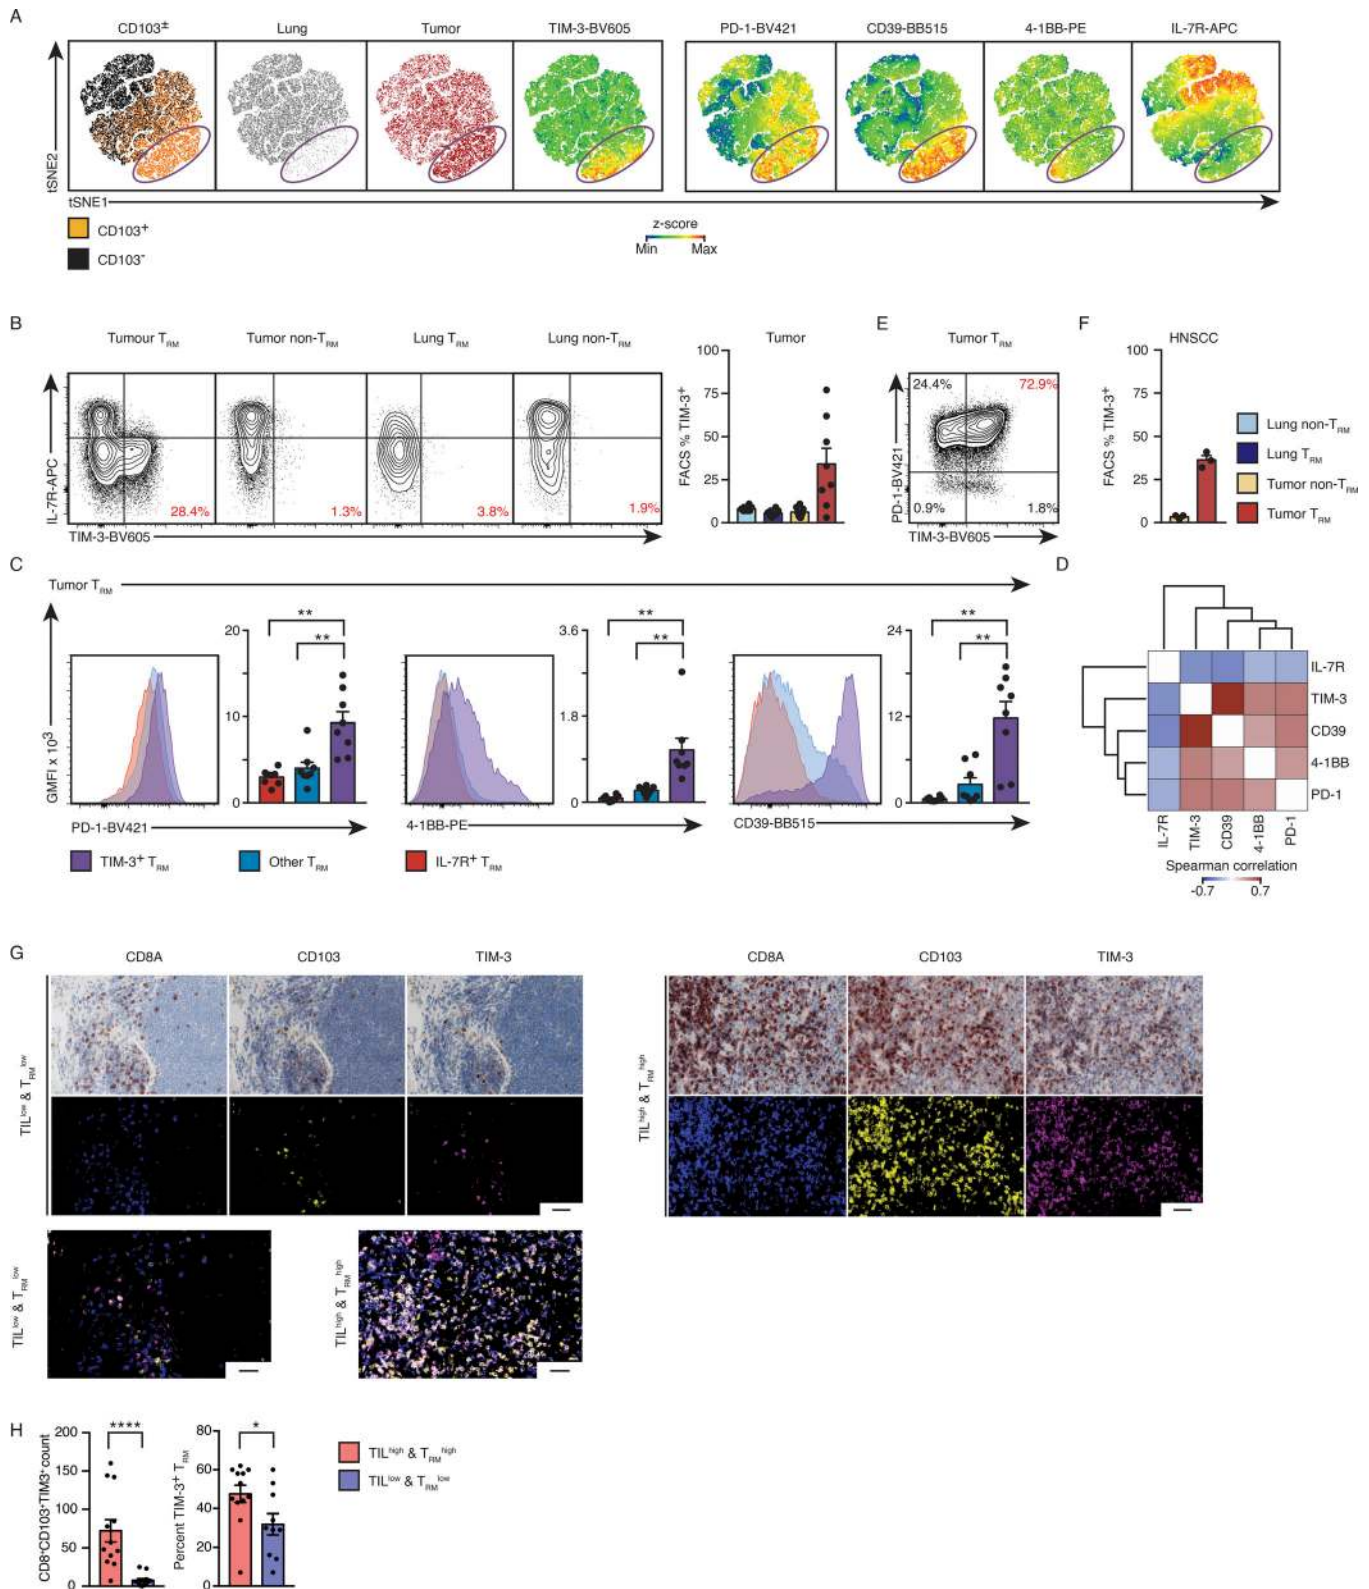 A
CD103±
Lung
Tumor
TIM-3-BV605
PD-1-BV421
CD39-BB515
4-1BB-PE
IL-7R-APC
tSNE2
tSNE1
CD103+
CD103-
z-score
Min Max
B
Tumour TRM
Tumor non-TRM
Lung TRM
Lung non-TRM
IL-7R-APC
28.4%
1.3%
3.8%
1.9%
TIM-3-BV605
Tumor
FACS % TIM-3+
100
75
50
25
0
E
Tumor TRM
PD-1-BV421
24.4%
72.9%
0.9%
1.8%
TIM-3-BV605
F
HNSCC
FACS % TIM-3+
100
75
50
25
0
Lung non-TRM
Lung TRM
Tumor non-TRM
Tumor TRM
C
Tumor TRM
GMFI x 10³
20
10
0
** **
PD-1-BV421
3.6
1.8
0.0
** **
4-1BB-PE
24
12
0
** **
CD39-BB515
TIM-3+ TRM
Other TRM
IL-7R+ TRM
D
IL-7R
TIM-3
CD39
4-1BB
PD-1
IL-7R
TIM-3
CD39
4-1BB
PD-1
Spearman correlation
-0.7 0.7
G
CD8A
CD103
TIM-3
TILlow & TRMlow
CD8A
CD103
TIM-3
TILhigh & TRMhigh
TILlow & TRMlow
TILhigh & TRMhigh
H
CD8+CD103+TIM3+count
200
150
100
50
0
****
Percent TIM-3+ TRM
80
60
40
20
0
*
TILhigh & TRMhigh
TILlow & TRMlow